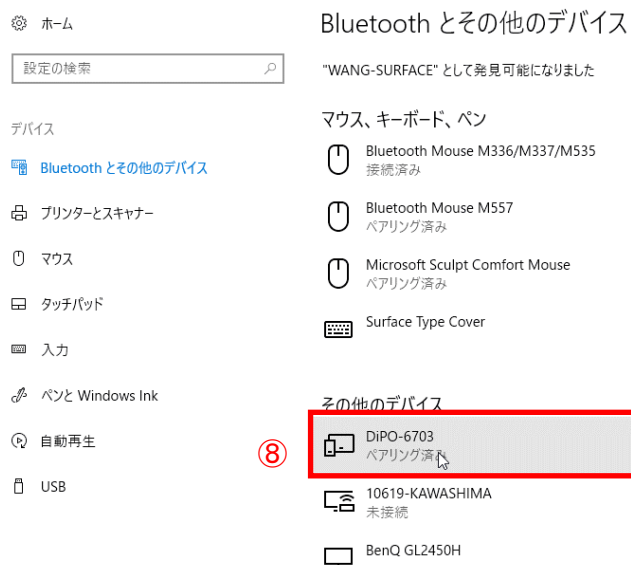 ホーム
設定の検索
デバイス
Bluetooth とその他のデバイス
プリンターとスキャナー
マウス
タッチパッド
入力
ペンと Windows Ink
自動再生
USB
Bluetooth とその他のデバイス
"WANG-SURFACE" として発見可能になりました
マウス、キーボード、ペン
Bluetooth Mouse M336/M337/M535
接続済み
Bluetooth Mouse M557
ペアリング済み
Microsoft Sculpt Comfort Mouse
ペアリング済み
Surface Type Cover
その他のデバイス
⑧
DiPO-6703
ペアリング済み
10619-KAWASHIMA
未接続
BenQ GL2450H